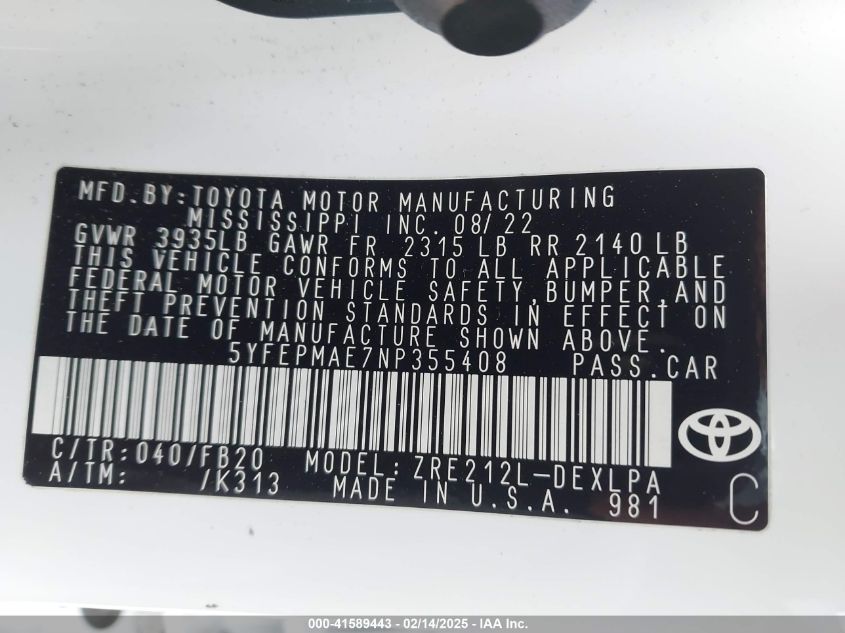 MFD.BY:TOYOTA MOTOR MANUFACTURING
MISSISSIPPI INC. 08/22
GVWR 3935LB GAWR FR 2315 LB RR 2140 LB
THIS VEHICLE CONFORMS TO ALL APPLICABLE
FEDERAL MOTOR VEHICLE SAFETY,BUMPER,AND
THEFT PREVENTION STANDARDS IN EFFECT ON
THE DATE OF MANUFACTURE SHOWN ABOVE.
5YFEPMAE7NP355408 PASS.CAR
C/TR:040/FB20 MODEL:ZRE212L-DEXLPA
A/TM: /K313 MADE IN U.S.A. 981
C
000-41589443 - 02/14/2025 - IAA Inc.